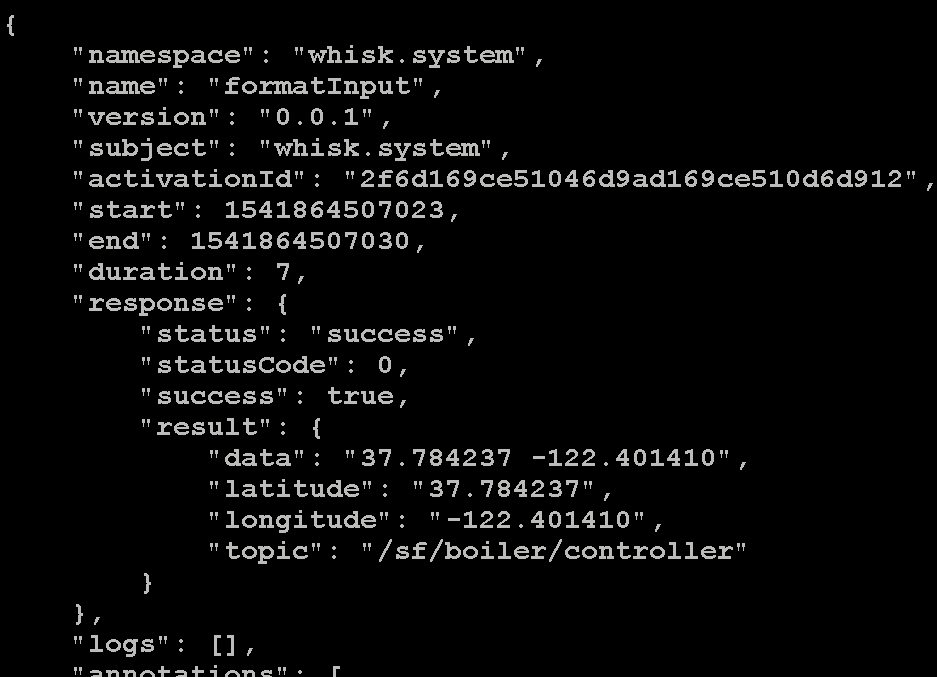 {
"namespace": "whisk.system",
"name": "formatInput",
"version": "0.0.1",
"subject": "whisk.system",
"activationId": "2f6d169ce51046d9ad169ce510d6d912",
"start": 1541864507023,
"end": 1541864507030,
"duration": 7,
"response": {
"status": "success",
"statusCode": 0,
"success": true,
"result": {
"data": "37.784237 -122.401410",
"latitude": "37.784237",
"longitude": "-122.401410",
"topic": "/sf/boiler/controller"
}
},
"logs": [],
"annotations": [